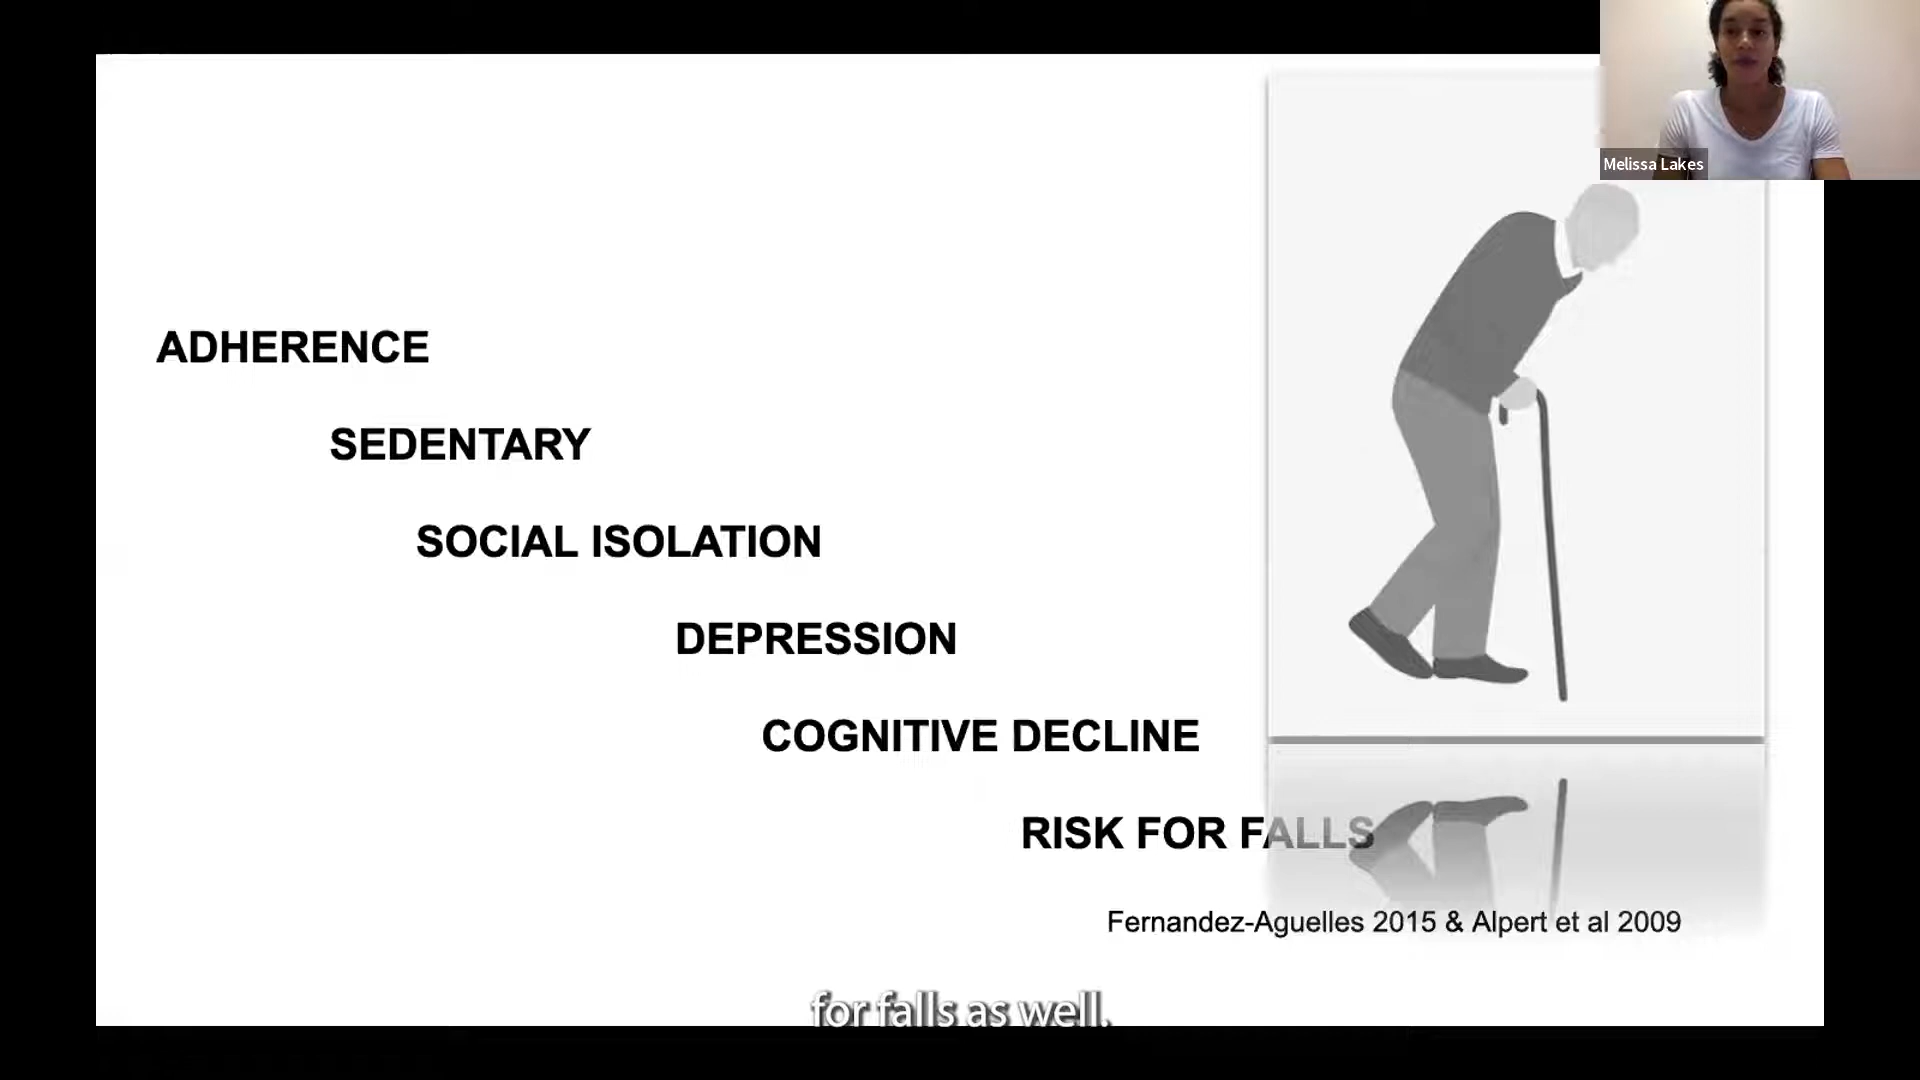 Melissa Lakes
ADHERENCE
SEDENTARY
SOCIAL ISOLATION
DEPRESSION
COGNITIVE DECLINE
RISK FOR FALLS
Fernandez-Aguelles 2015 & Alpert et al 2009
for falls as well.